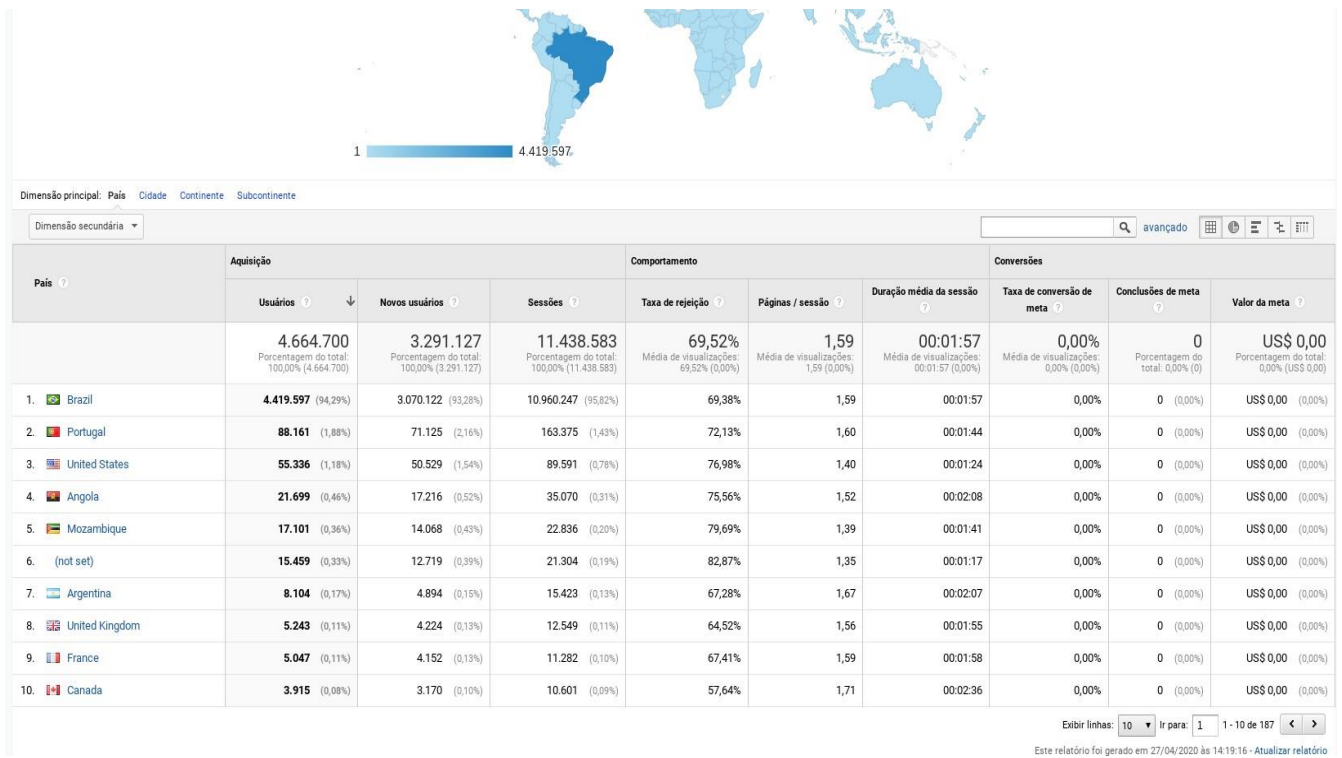 1 4.419.597
Dimensão principal: País Cidade Continente Subcontinente
Dimensão secundária avançado
Aquisição Comportamento Conversões
País ? Usuários ? Novos usuários ? Sessões ? Taxa de rejeição ? Páginas / sessão ? Duração média da sessão ? Taxa de conversão de meta ? Conclusões de meta ? Valor da meta ?
4.664.700 3.291.127 11.438.583 69,52% 1,59 00:01:57 0,00% 0 US$ 0,00
Porcentagem do total: 100,00% (4.664.700) Porcentagem do total: 100,00% (3.291.127) Porcentagem do total: 100,00% (11.438.583) Média de visualizações: 69,52% (0,00%) Média de visualizações: 1,59 (0,00%) Média de visualizações: 00:01:57 (0,00%) Média de visualizações: 0,00% (0,00%) Porcentagem do total: 0,00% (0) Porcentagem do total: 0,00% (US$ 0,00)
1. Brazil 4.419.597 (94,29%) 3.070.122 (93,28%) 10.960.247 (95,82%) 69,38% 1,59 00:01:57 0,00% 0 (0,00%) US$ 0,00 (0,00%)
2. Portugal 88.161 (1,88%) 71.125 (2,16%) 163.375 (1,43%) 72,13% 1,60 00:01:44 0,00% 0 (0,00%) US$ 0,00 (0,00%)
3. United States 55.336 (1,18%) 50.529 (1,54%) 89.591 (0,78%) 76,98% 1,40 00:01:24 0,00% 0 (0,00%) US$ 0,00 (0,00%)
4. Angola 21.699 (0,46%) 17.216 (0,52%) 35.070 (0,31%) 75,56% 1,52 00:02:08 0,00% 0 (0,00%) US$ 0,00 (0,00%)
5. Mozambique 17.101 (0,36%) 14.068 (0,43%) 22.836 (0,20%) 79,69% 1,39 00:01:41 0,00% 0 (0,00%) US$ 0,00 (0,00%)
6. (not set) 15.459 (0,33%) 12.719 (0,39%) 21.304 (0,19%) 82,87% 1,35 00:01:17 0,00% 0 (0,00%) US$ 0,00 (0,00%)
7. Argentina 8.104 (0,17%) 4.894 (0,15%) 15.423 (0,13%) 67,28% 1,67 00:02:07 0,00% 0 (0,00%) US$ 0,00 (0,00%)
8. United Kingdom 5.243 (0,11%) 4.224 (0,13%) 12.549 (0,11%) 64,52% 1,56 00:01:55 0,00% 0 (0,00%) US$ 0,00 (0,00%)
9. France 5.047 (0,11%) 4.152 (0,13%) 11.282 (0,10%) 67,41% 1,59 00:01:58 0,00% 0 (0,00%) US$ 0,00 (0,00%)
10. Canada 3.915 (0,08%) 3.170 (0,10%) 10.601 (0,09%) 57,64% 1,71 00:02:36 0,00% 0 (0,00%) US$ 0,00 (0,00%)
Exibir linhas: 10 Ir para: 1 1 - 10 de 187
Este relatório foi gerado em 27/04/2020 às 14:19:16 - Atualizar relatório